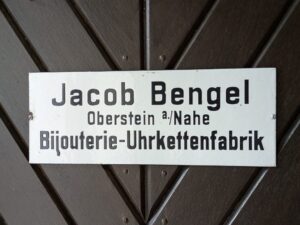 Jacob Bengel
Oberstein a./Nahe
Bijouterie-Uhrkettenfabrik